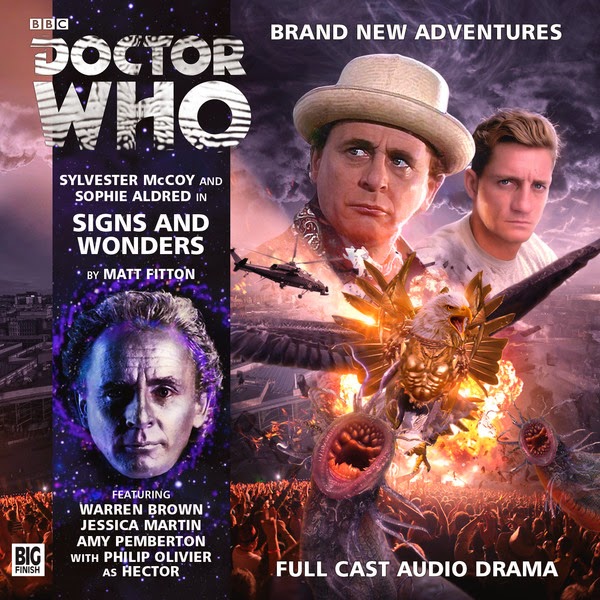 BBC
DOCTOR
WHO
BRAND NEW ADVENTURES
SYLVESTER McCOY AND
SOPHIE ALDRED IN
SIGNS AND
WONDERS
BY MATT FITTON
FEATURING
WARREN BROWN
JESSICA MARTIN
AMY PEMBERTON
WITH PHILIP OLIVIER
AS HECTOR
BIG
FINISH
FULL CAST AUDIO DRAMA